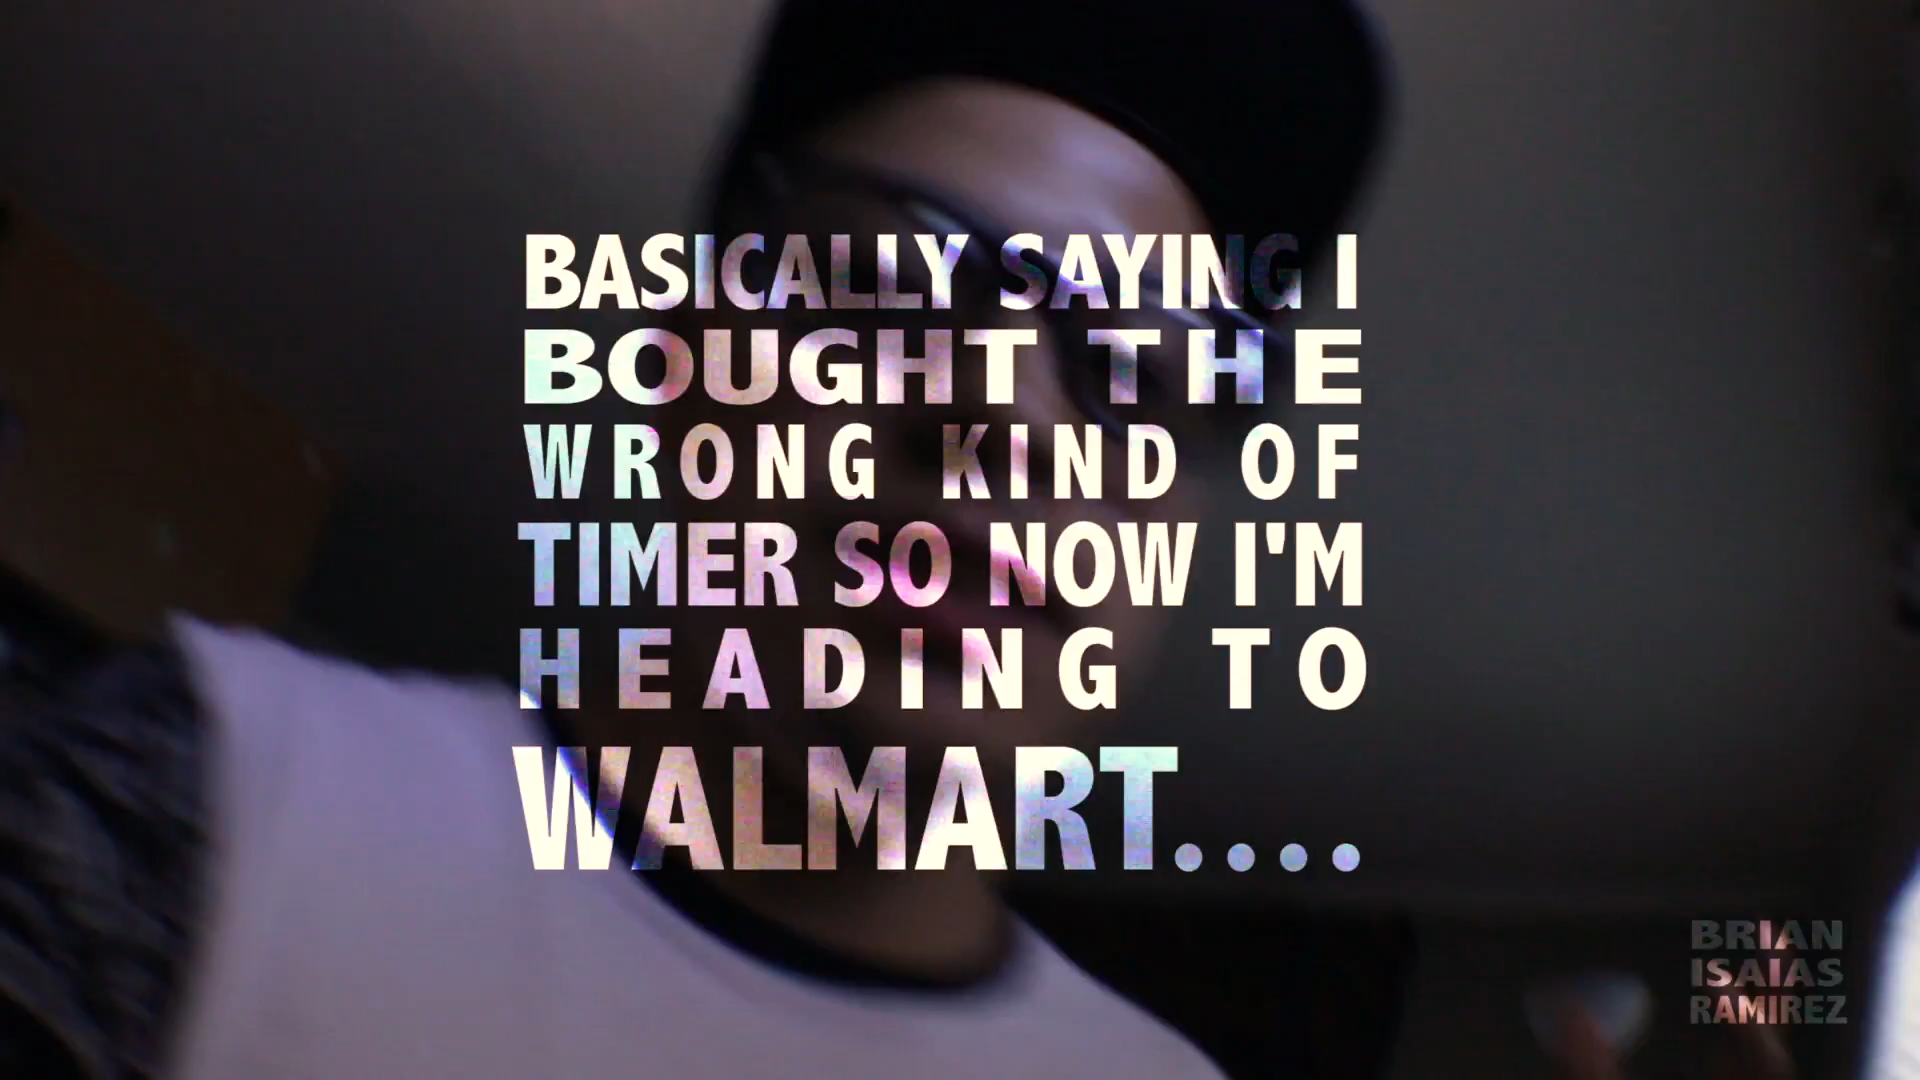 BASICALLY SAYING I
BOUGHT THE
WRONG KIND OF
TIMER SO NOW I'M
HEADING TO
WALMART....
BRIAN
ISAIAS
RAMIREZ